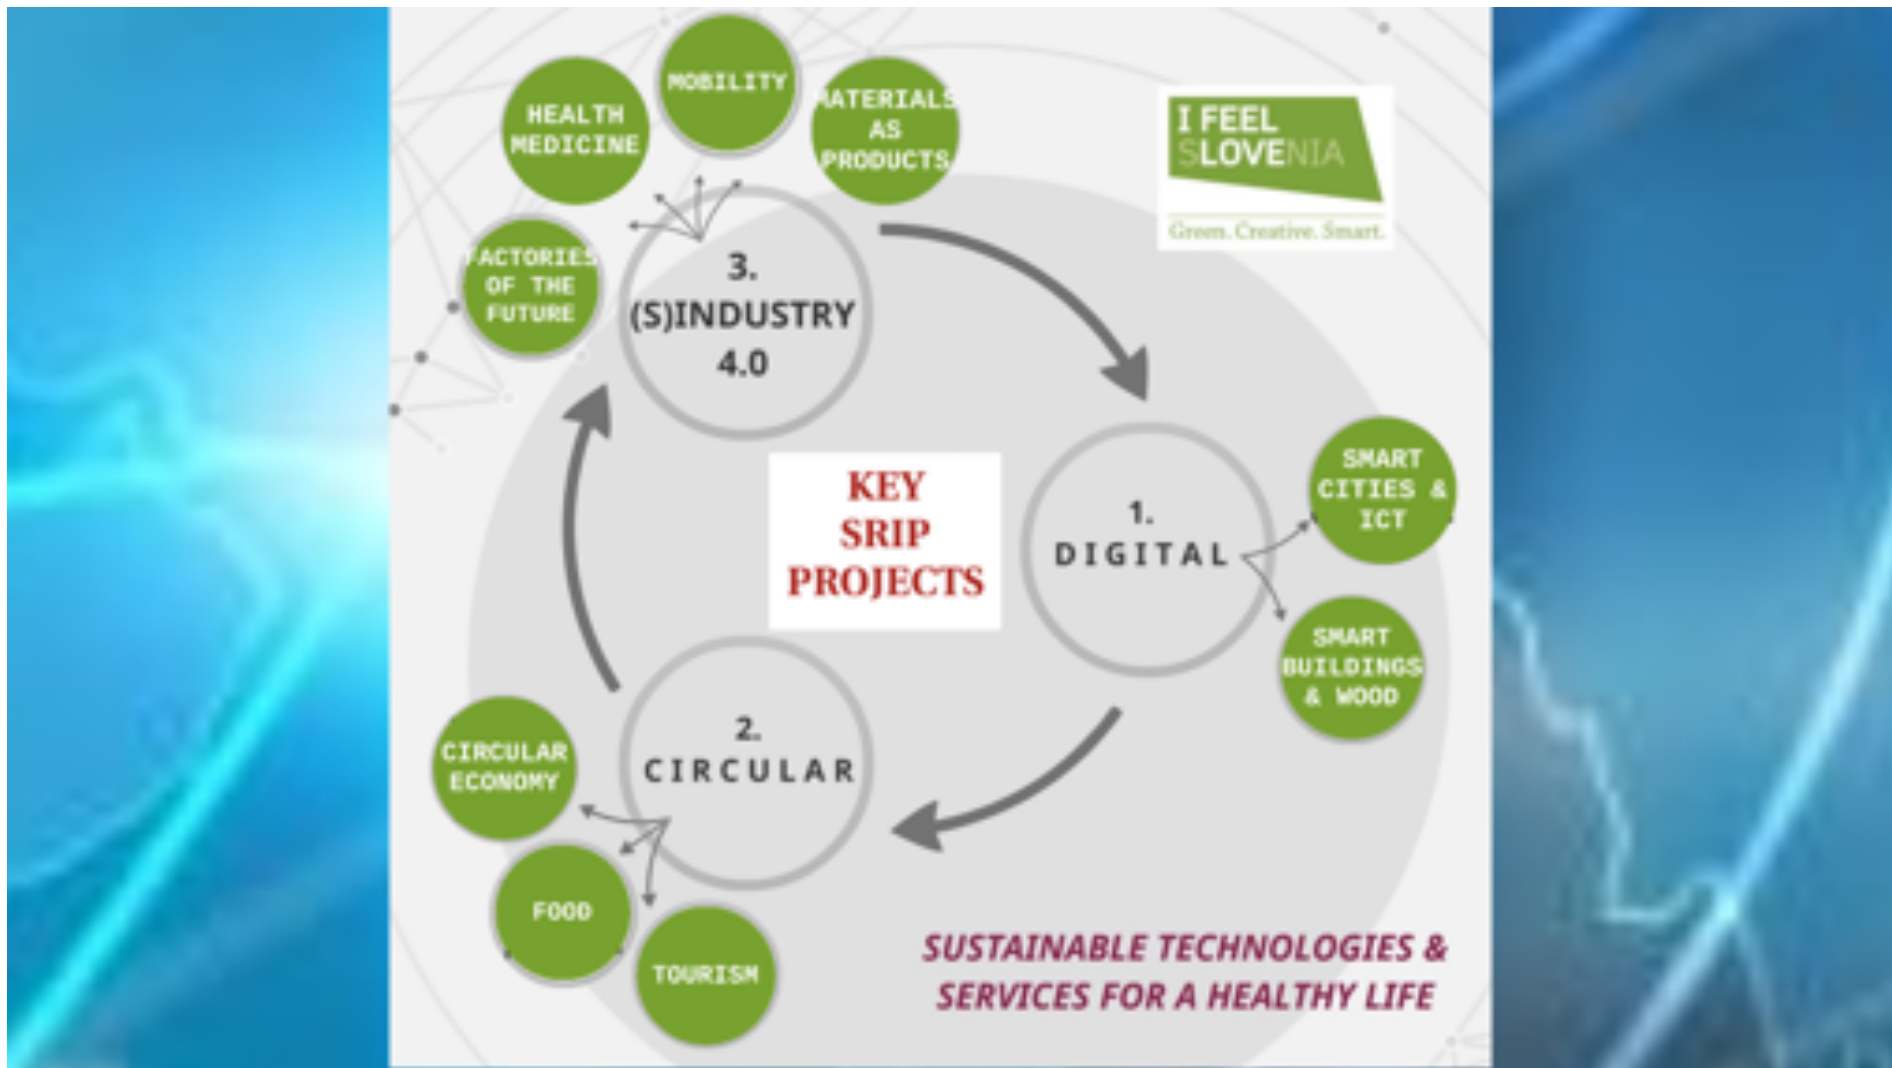 MOBILITY
HEALTH
MEDICINE
MATERIALS
AS
PRODUCTS
I FEEL
SLOVENIA
Green. Creative. Smart.
FACTORIES
OF THE
FUTURE
3.
(S)INDUSTRY
4.0
KEY
SRIP
PROJECTS
1.
DIGITAL
SMART
CITIES &
ICT
SMART
BUILDINGS
& WOOD
2.
CIRCULAR
CIRCULAR
ECONOMY
FOOD
TOURISM
SUSTAINABLE TECHNOLOGIES &
SERVICES FOR A HEALTHY LIFE